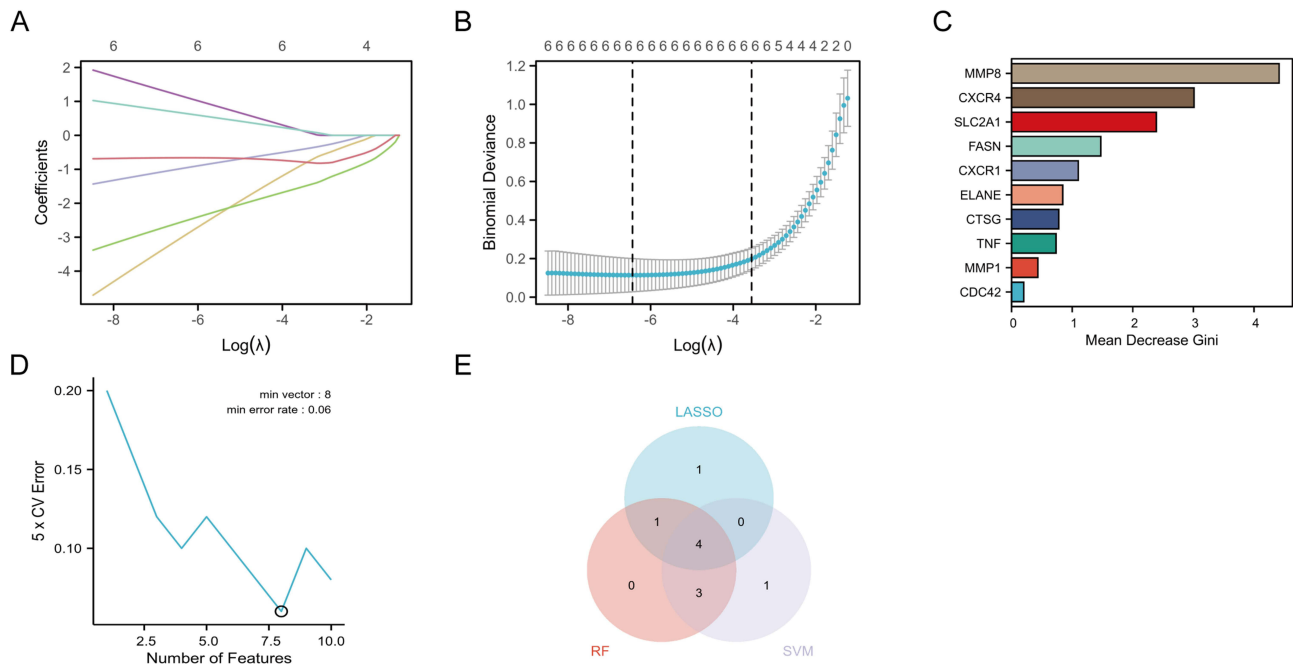 A
6 6 6 4
2
1
0
-1
-2
-3
-4
Coefficients
-8 -6 -4 -2
Log(λ)
B
6 6 6 6 6 6 6 6 6 6 6 6 6 6 6 6 6 6 6 5 4 4 4 2 2 0
1.2
1.0
0.8
0.6
0.4
0.2
0.0
Binomial Deviance
-8 -6 -4 -2
Log(λ)
C
MMP8
CXCR4
SLC2A1
FASN
CXCR1
ELANE
CTSG
TNF
MMP1
CDC42
0 1 2 3 4
Mean Decrease Gini
D
min vector : 8
min error rate : 0.06
0.20
0.15
0.10
5 x CV Error
2.5 5.0 7.5 10.0
Number of Features
E
LASSO
1
1 0
4
0 3 1
RF SVM